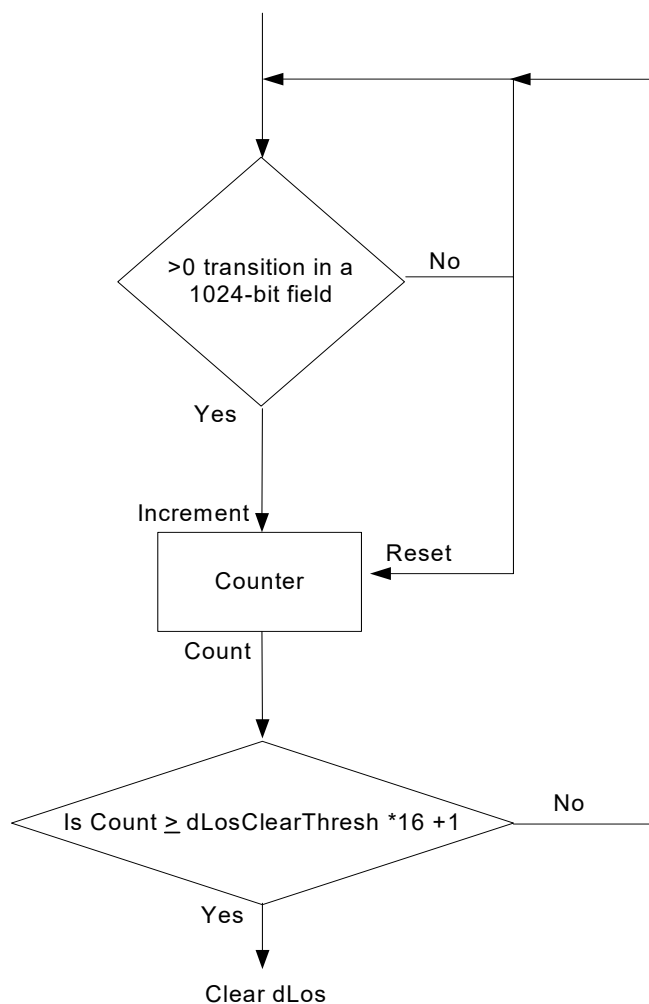 >0 transition in a
1024-bit field
No
Yes
Increment
Reset
Counter
Count
Is Count ≥ dLosClearThresh *16 +1
No
Yes
Clear dLos